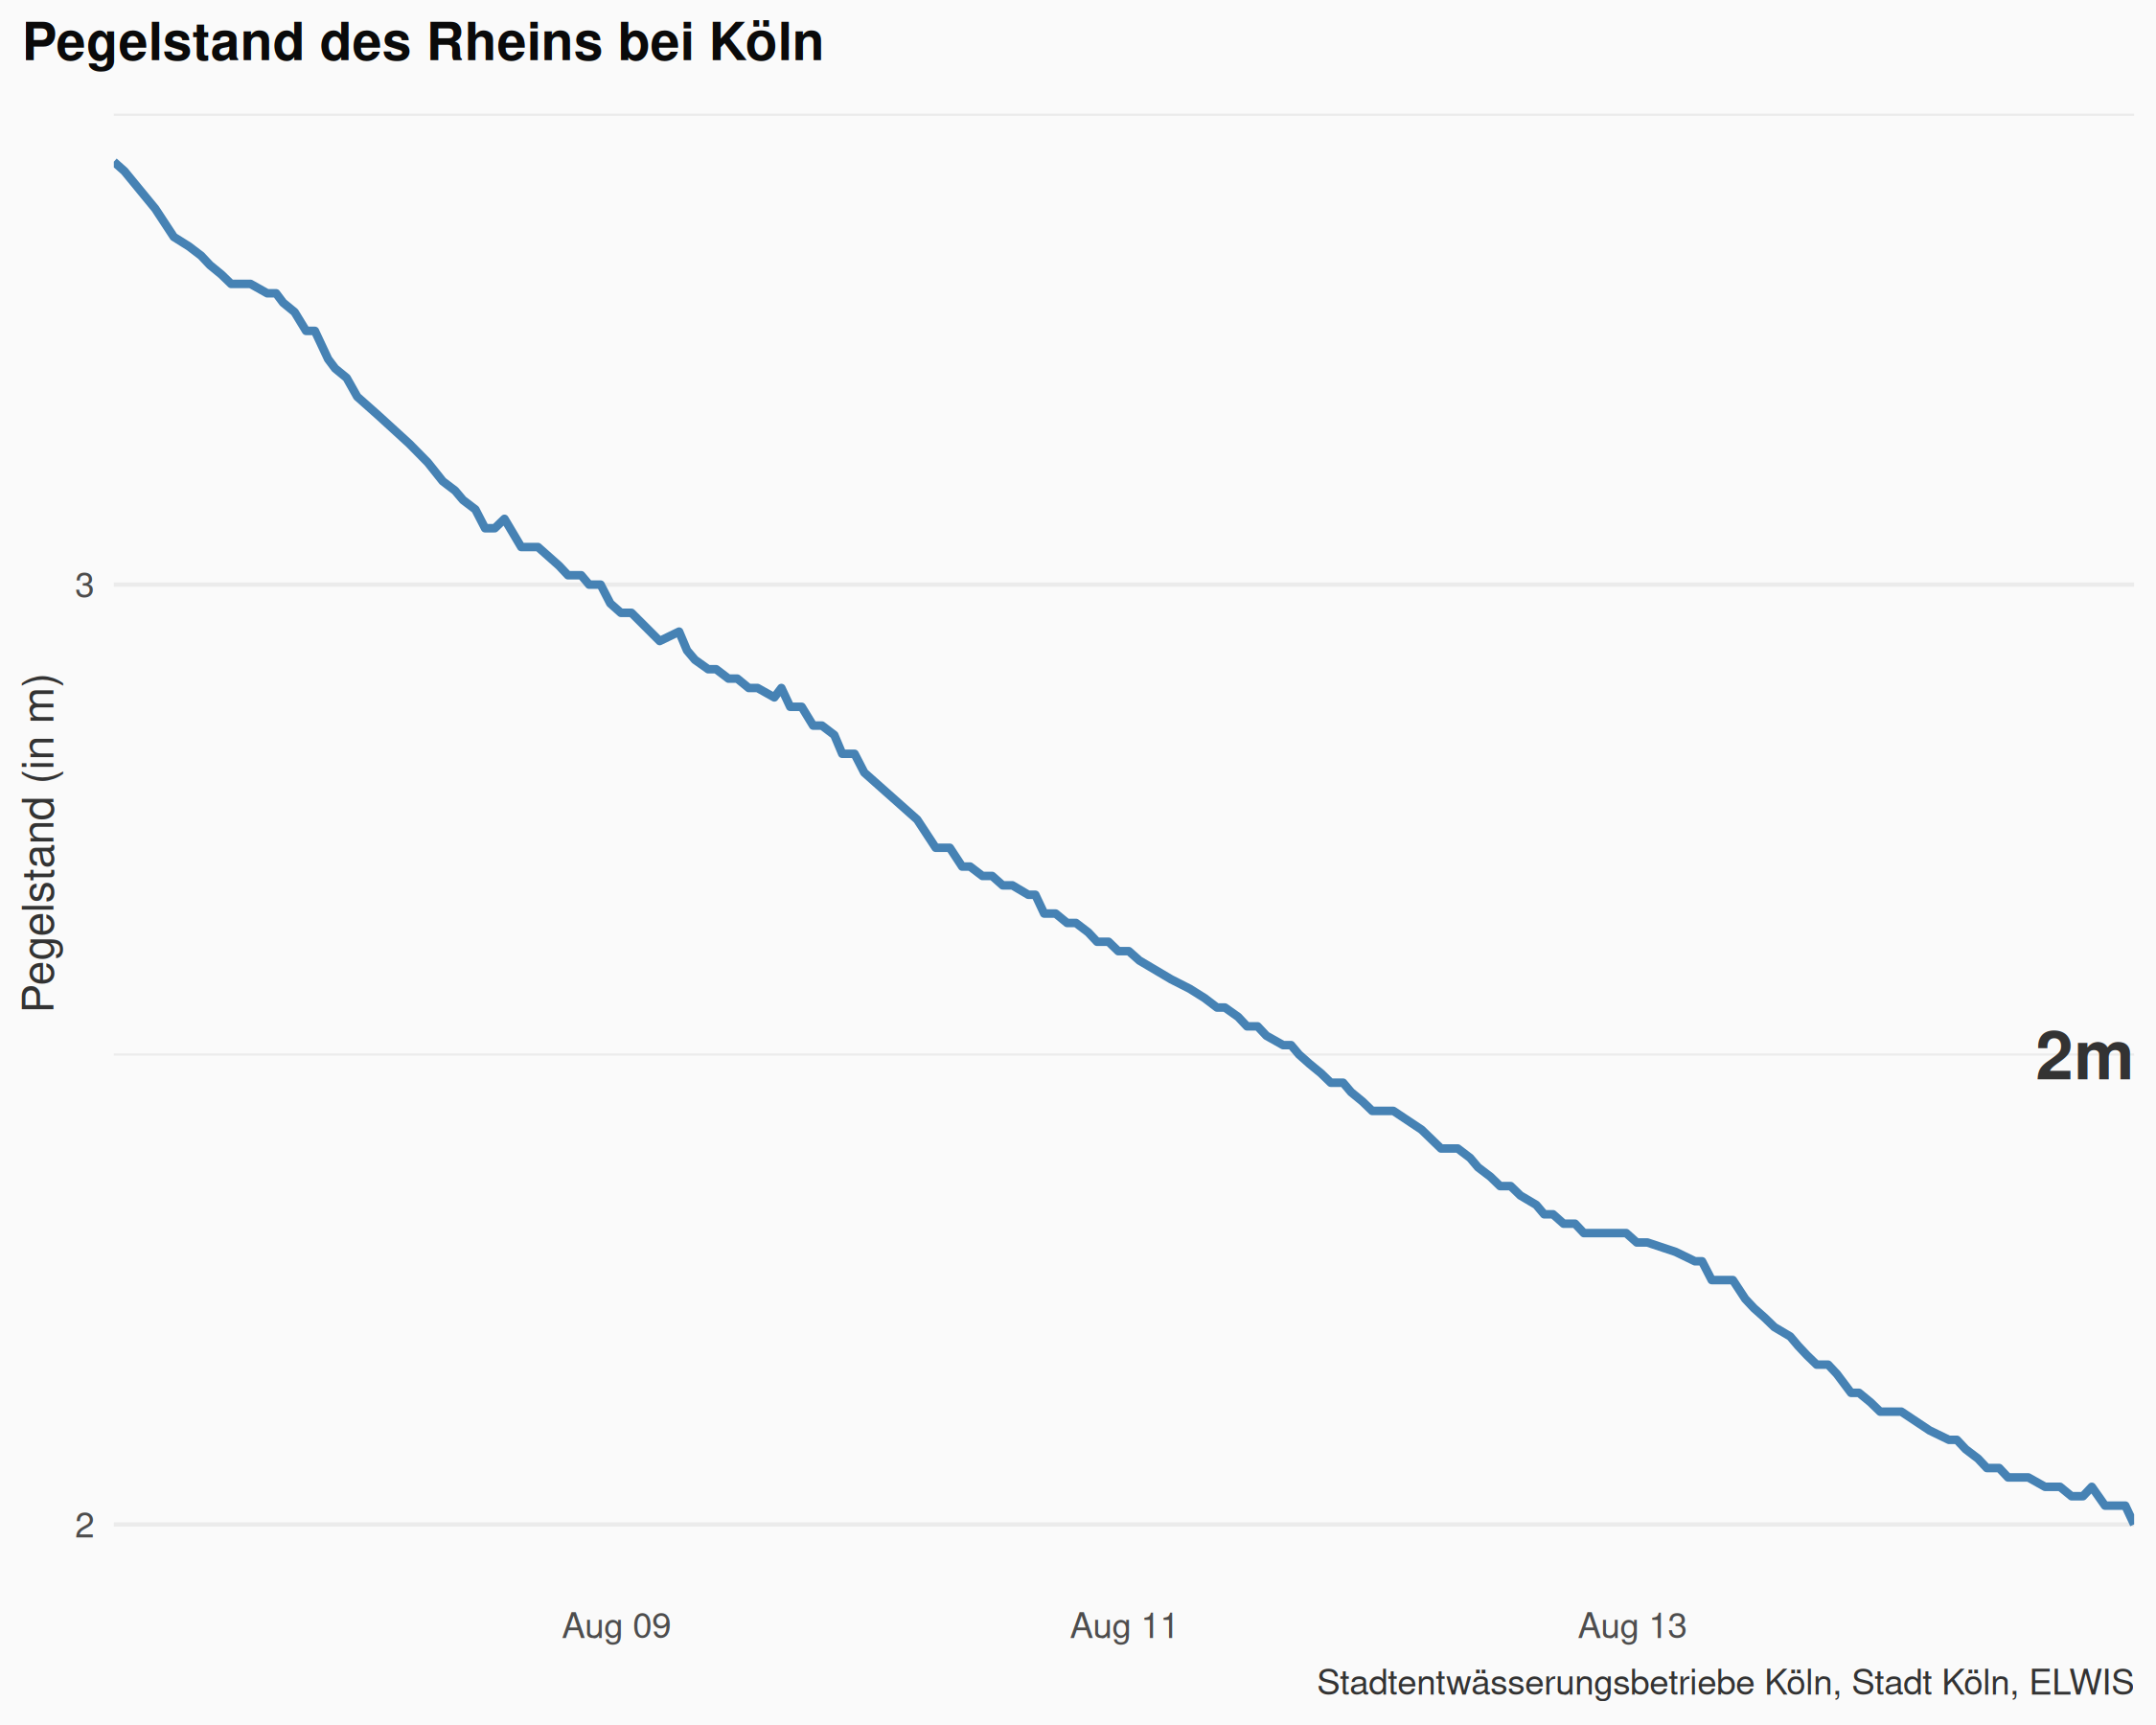 Pegelstand des Rheins bei Köln
3
Pegelstand (in m)
2m
2
Aug 09
Aug 11
Aug 13
Stadtentwässerungsbetriebe Köln, Stadt Köln, ELWIS